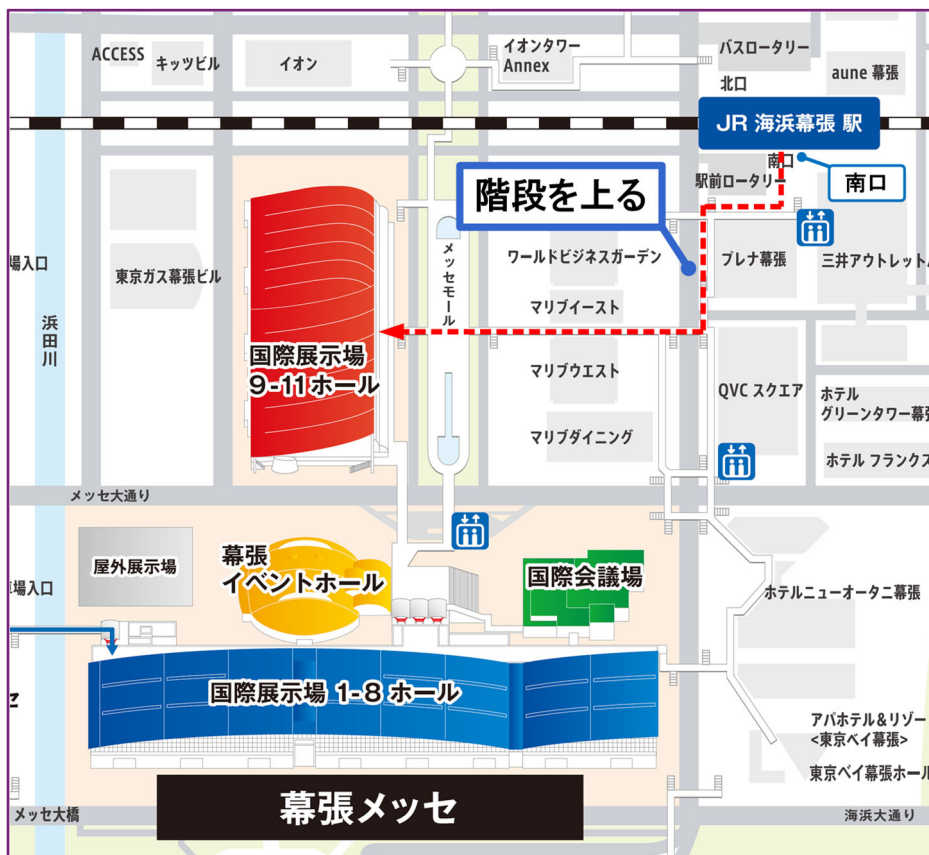 ACCESS
キッツビル
イオン
イオンタワー
Annex
バスロータリー
北口
aune 幕張
JR 海浜幕張 駅
南口
駅前ロータリー
南口
階段を上る
場入口
浜田川
東京ガス幕張ビル
メッセモール
ワールドビジネスガーデン
プレナ幕張
三井アウトレット
マリブイースト
国際展示場
9-11ホール
マリブウエスト
QVC スクエア
ホテル
グリーンタワー幕張
マリブダイニング
ホテル フランクス
メッセ大通り
屋外展示場
幕張
イベントホール
国際会議場
場入口
ホテルニューオータニ幕張
国際展示場 1-8 ホール
アパホテル&リゾー
<東京ベイ幕張>
東京ベイ幕張ホール
幕張メッセ
メッセ大橋
海浜大通り